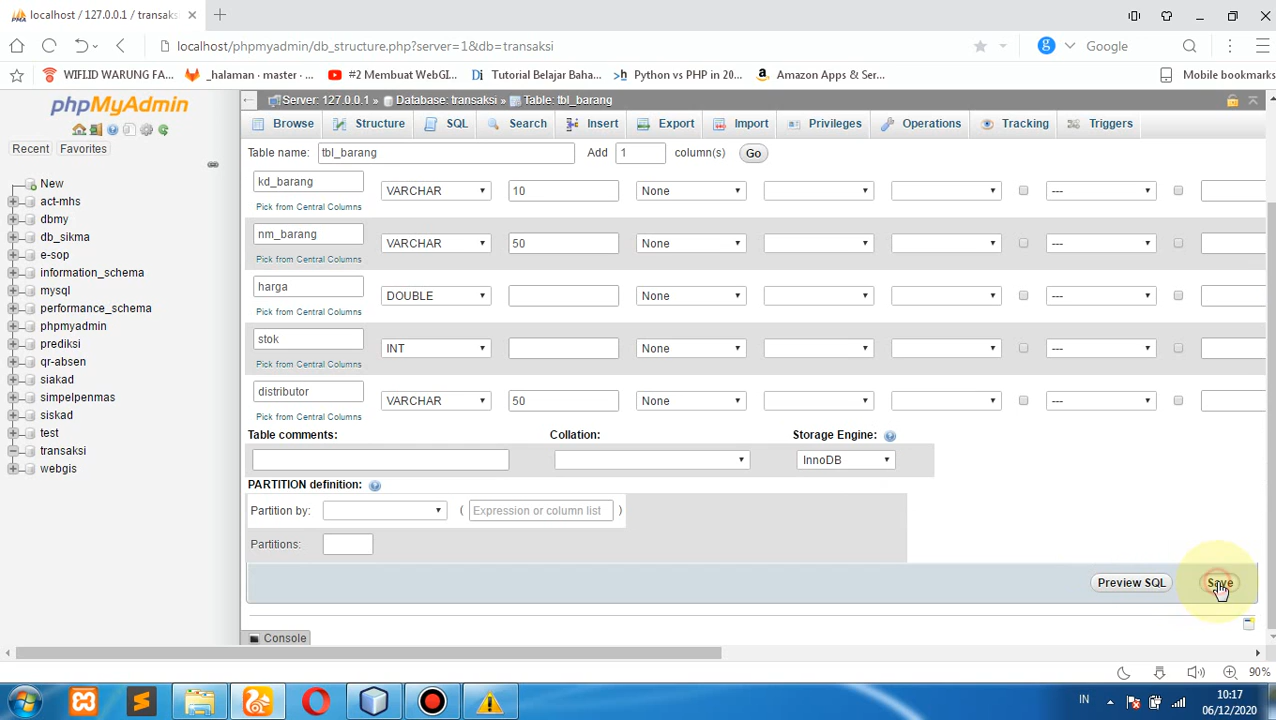 localhost / 127.0.0.1 / transaks
localhost/phpmyadmin/db_structure.php?server=1&db=transaksi
Google
WIFI.ID WARUNG FA...
_halaman · master · ...
#2 Membuat WebGI...
Tutorial Belajar Baha...
Python vs PHP in 20...
Amazon Apps & Ser...
Mobile bookmarks
phpMyAdmin
Recent
Favorites
New
act-mhs
dbmy
db_sikma
e-sop
information_schema
mysql
performance_schema
phpmyadmin
prediksi
qr-absen
siakad
simpelpenmas
siskad
test
transaksi
webgis
Server: 127.0.0.1 » Database: transaksi » Table: tbl_barang
Browse Structure SQL Search Insert Export Import Privileges Operations Tracking Triggers
Table name: tbl_barang Add 1 column(s) Go
kd_barang VARCHAR 10 None ---
Pick from Central Columns
nm_barang VARCHAR 50 None ---
Pick from Central Columns
harga DOUBLE None ---
Pick from Central Columns
stok INT None ---
Pick from Central Columns
distributor VARCHAR 50 None ---
Pick from Central Columns
Table comments: Collation: Storage Engine:
InnoDB
PARTITION definition:
Partition by: ( Expression or column list )
Partitions:
Preview SQL Save
Console
90%
IN
10:17
06/12/2020